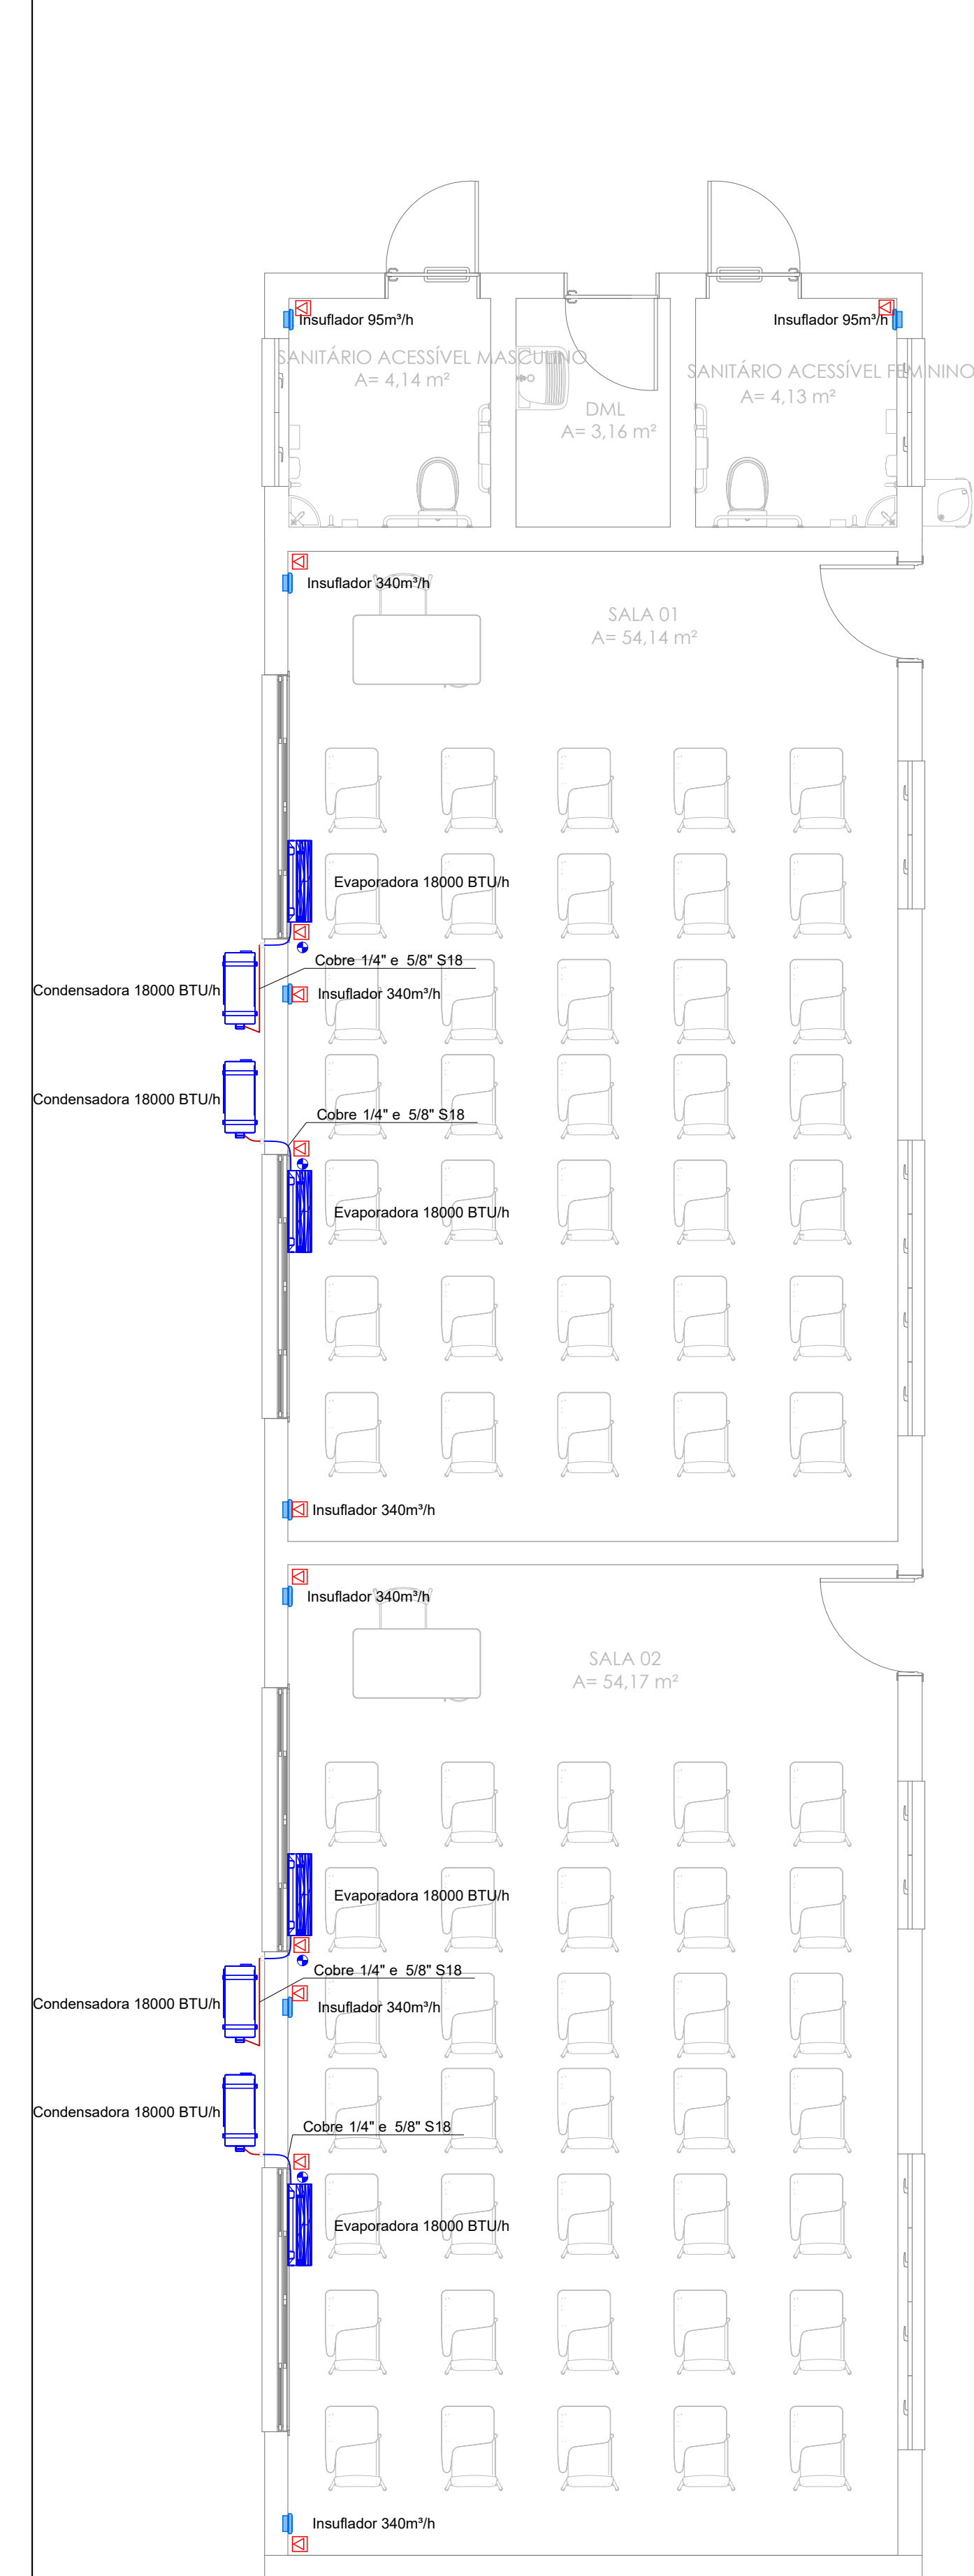 Insuflador 95m³/h
Insuflador 95m³/h
SANITÁRIO ACESSÍVEL MASCULINO
A= 4,14 m²
SANITÁRIO ACESSÍVEL FEMININO
A= 4,13 m²
DML
A= 3,16 m²
Insuflador 340m³/h
SALA 01
A= 54,14 m²
Evaporadora 18000 BTU/h
Cobre 1/4" e 5/8" S18
Condensadora 18000 BTU/h
Insuflador 340m³/h
Condensadora 18000 BTU/h
Cobre 1/4" e 5/8" S18
Evaporadora 18000 BTU/h
Insuflador 340m³/h
Insuflador 340m³/h
SALA 02
A= 54,17 m²
Evaporadora 18000 BTU/h
Cobre 1/4" e 5/8" S18
Condensadora 18000 BTU/h
Insuflador 340m³/h
Condensadora 18000 BTU/h
Cobre 1/4" e 5/8" S18
Evaporadora 18000 BTU/h
Insuflador 340m³/h